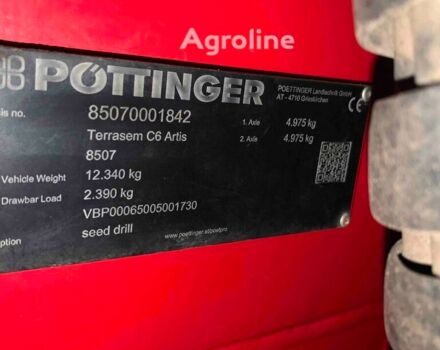 Agroline
PÖTTINGER
POETTINGER Landtechnik GmbH
AT - 4710 Grieskirchen
CE
is no.
85070001842
1. Axle
4.975 kg
Terrasem C6 Artis
2. Axle
4.975 kg
8507
Vehicle Weight
12.340 kg
Drawbar Load
2.390 kg
VBP00065005001730
ption
seed drill
www.poettinger.at/poetpro